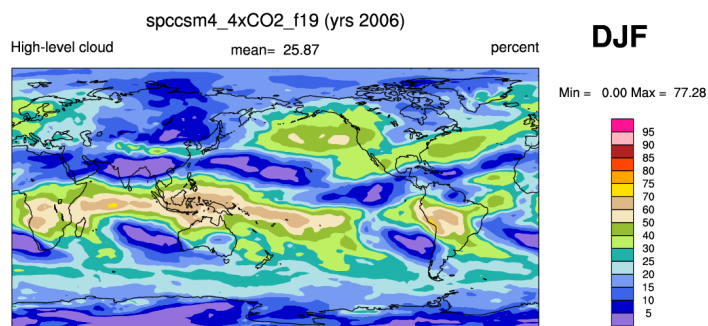 spccsm4_4xCO2_f19 (yrs 2006)
DJF
High-level cloud
mean= 25.87
percent
Min = 0.00 Max = 77.28
95
90
85
80
75
70
60
50
40
30
25
20
15
10
5